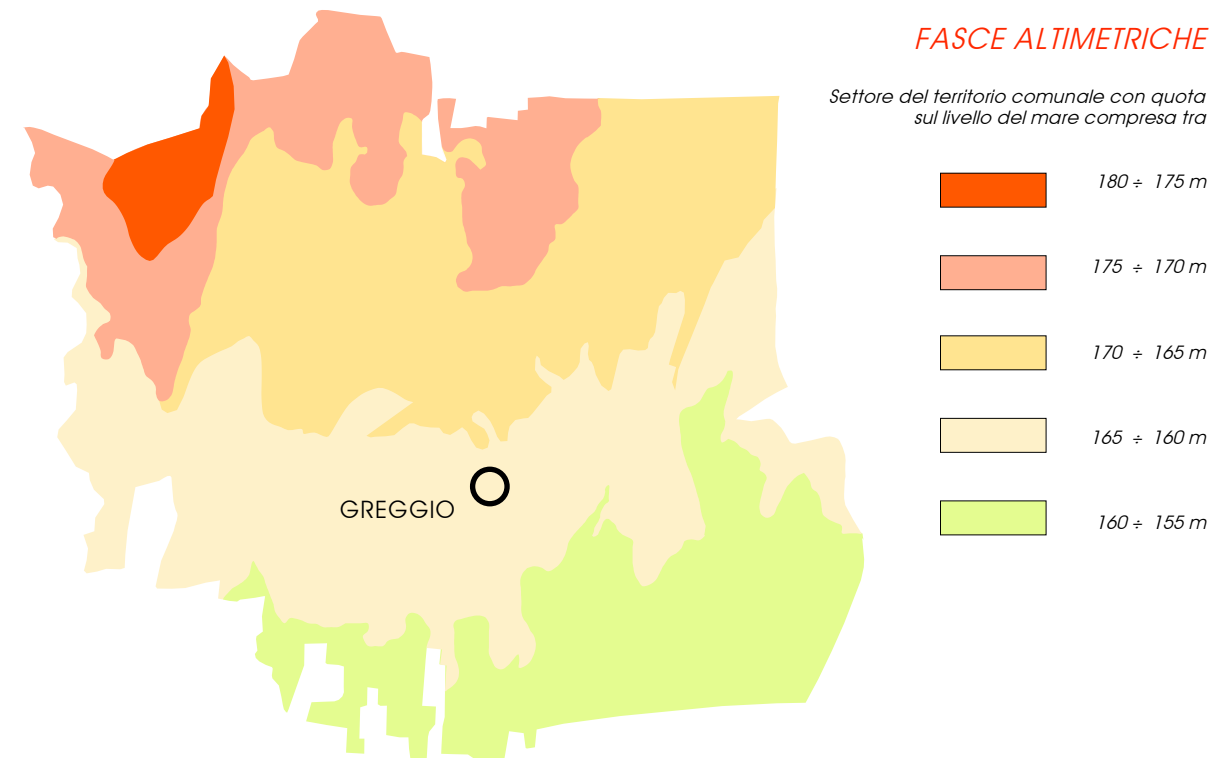 FASCE ALTIMETRICHE
Settore del territorio comunale con quota
sul livello del mare compresa tra
180 ÷ 175 m
175 ÷ 170 m
170 ÷ 165 m
165 ÷ 160 m
160 ÷ 155 m
GREGGIO